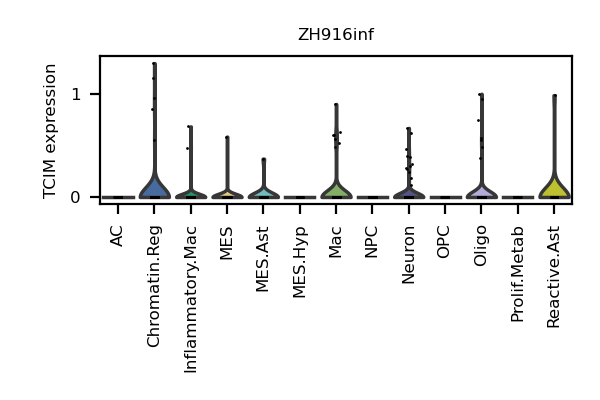 ZH916inf
TCIM expression
1
0
AC
Chromatin.Reg
Inflammatory.Mac
MES
MES.Ast
MES.Hyp
Mac
NPC
Neuron
OPC
Oligo
Prolif.Metab
Reactive.Ast